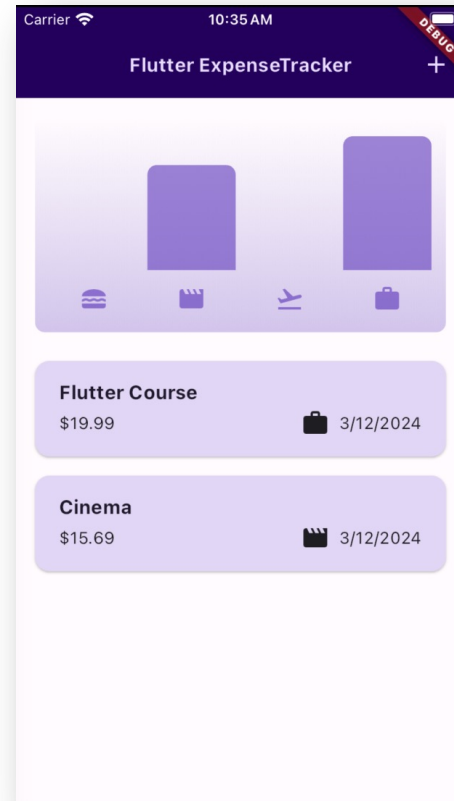 Carrier 10:35 AM
DEBUG
Flutter ExpenseTracker +
Flutter Course
$19.99 3/12/2024
Cinema
$15.69 3/12/2024